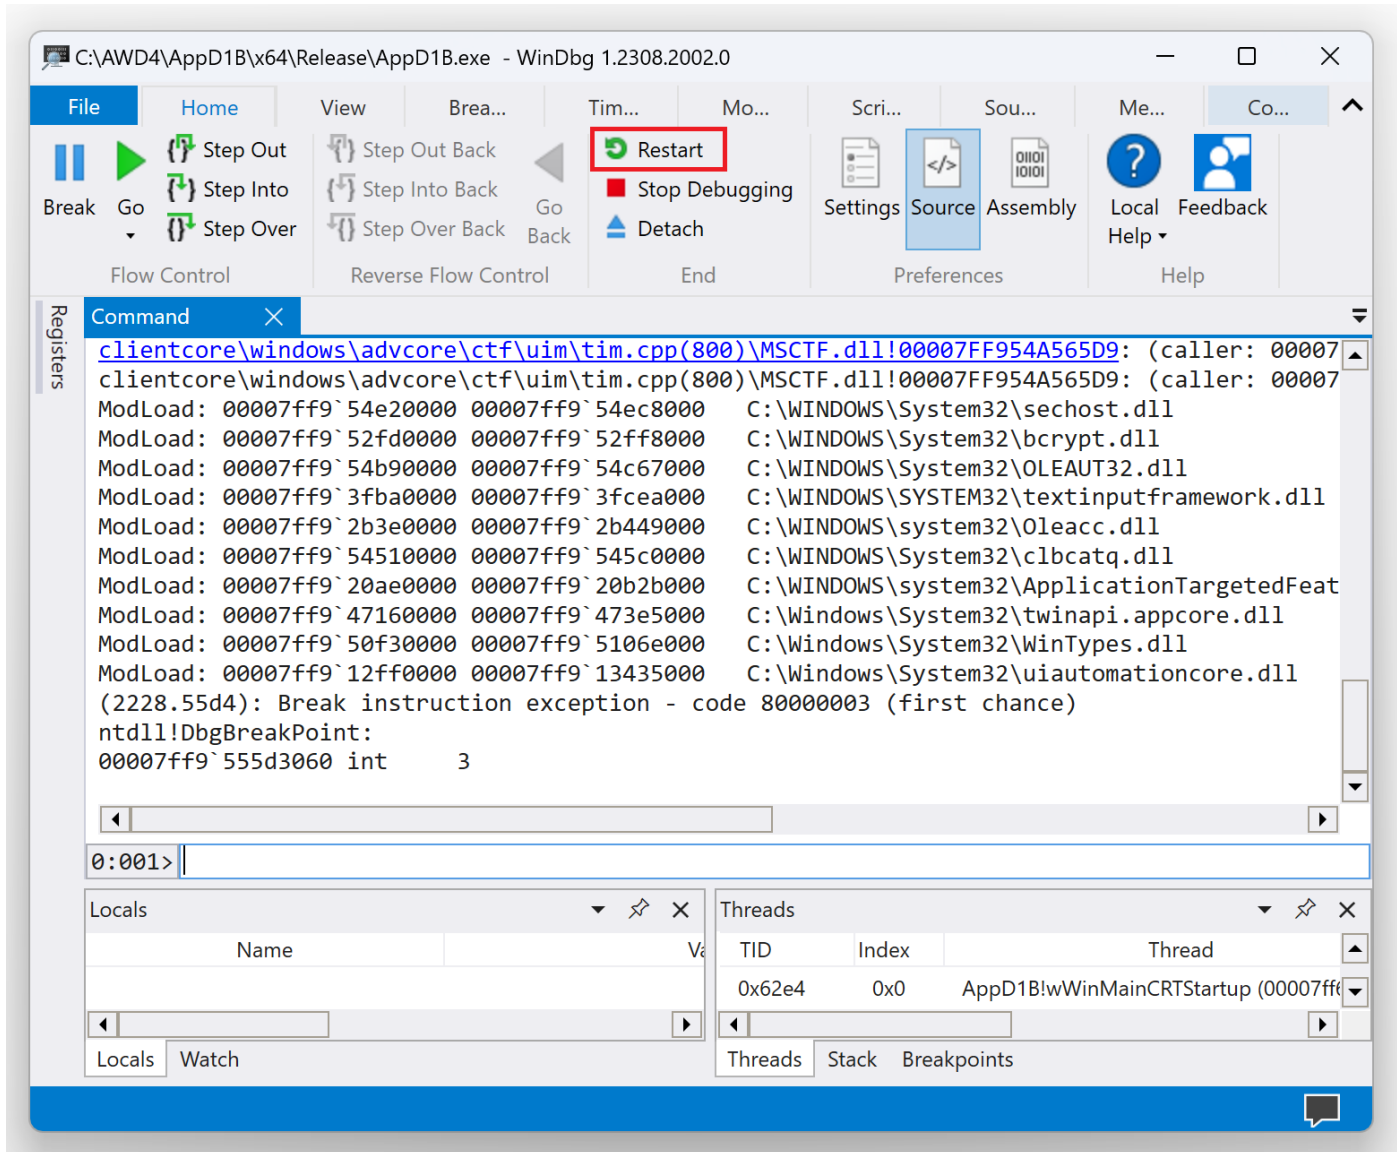 C:\AWD4\AppD1B\x64\Release\AppD1B.exe - WinDbg 1.2308.2002.0
File Home View Brea... Tim... Mo... Scri... Sou... Me... Co...
Break
Go
Step Out
Step Into
Step Over
Flow Control
Step Out Back
Step Into Back
Step Over Back
Go
Back
Reverse Flow Control
Restart
Stop Debugging
Detach
End
Settings
Source
Assembly
Preferences
Local
Help
Feedback
Help
Registers
Command
clientcore\windows\advcore\ctf\uim\tim.cpp(800)\MSCTF.dll!00007FF954A565D9: (caller: 00007
clientcore\windows\advcore\ctf\uim\tim.cpp(800)\MSCTF.dll!00007FF954A565D9: (caller: 00007
ModLoad: 00007ff9`54e20000 00007ff9`54ec8000   C:\WINDOWS\System32\sechost.dll
ModLoad: 00007ff9`52fd0000 00007ff9`52ff8000   C:\WINDOWS\System32\bcrypt.dll
ModLoad: 00007ff9`54b90000 00007ff9`54c67000   C:\WINDOWS\System32\OLEAUT32.dll
ModLoad: 00007ff9`3fba0000 00007ff9`3fcea000   C:\WINDOWS\SYSTEM32\textinputframework.dll
ModLoad: 00007ff9`2b3e0000 00007ff9`2b449000   C:\WINDOWS\system32\Oleacc.dll
ModLoad: 00007ff9`54510000 00007ff9`545c0000   C:\WINDOWS\System32\clbcatq.dll
ModLoad: 00007ff9`20ae0000 00007ff9`20b2b000   C:\WINDOWS\system32\ApplicationTargetedFeat
ModLoad: 00007ff9`47160000 00007ff9`473e5000   C:\Windows\System32\twinapi.appcore.dll
ModLoad: 00007ff9`50f30000 00007ff9`5106e000   C:\Windows\System32\WinTypes.dll
ModLoad: 00007ff9`12ff0000 00007ff9`13435000   C:\Windows\System32\uiautomationcore.dll
(2228.55d4): Break instruction exception - code 80000003 (first chance)
ntdll!DbgBreakPoint:
00007ff9`555d3060 int     3
0:001>
Locals
Name Va
Locals Watch
Threads
TID Index Thread
0x62e4 0x0 AppD1B!wWinMainCRTStartup (00007ff6
Threads Stack Breakpoints